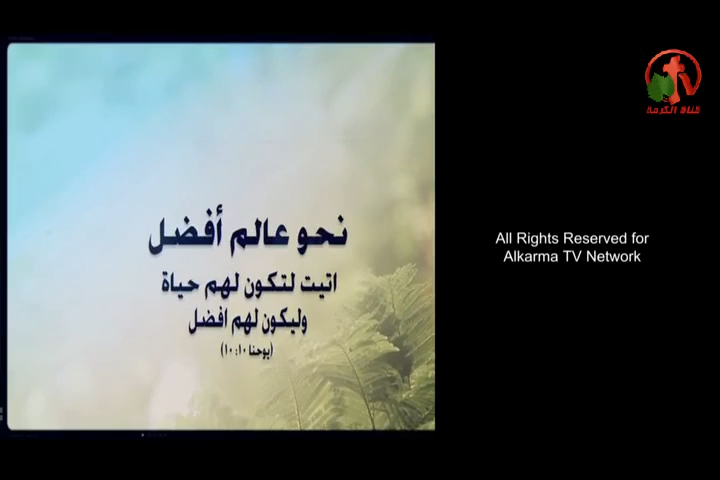 نحو عالم أفضل
اتيت لتكون لهم حياة
وليكون لهم افضل
(يوحنا ١٠:١٠)
قناة الكرمة
All Rights Reserved for
Alkarma TV Network